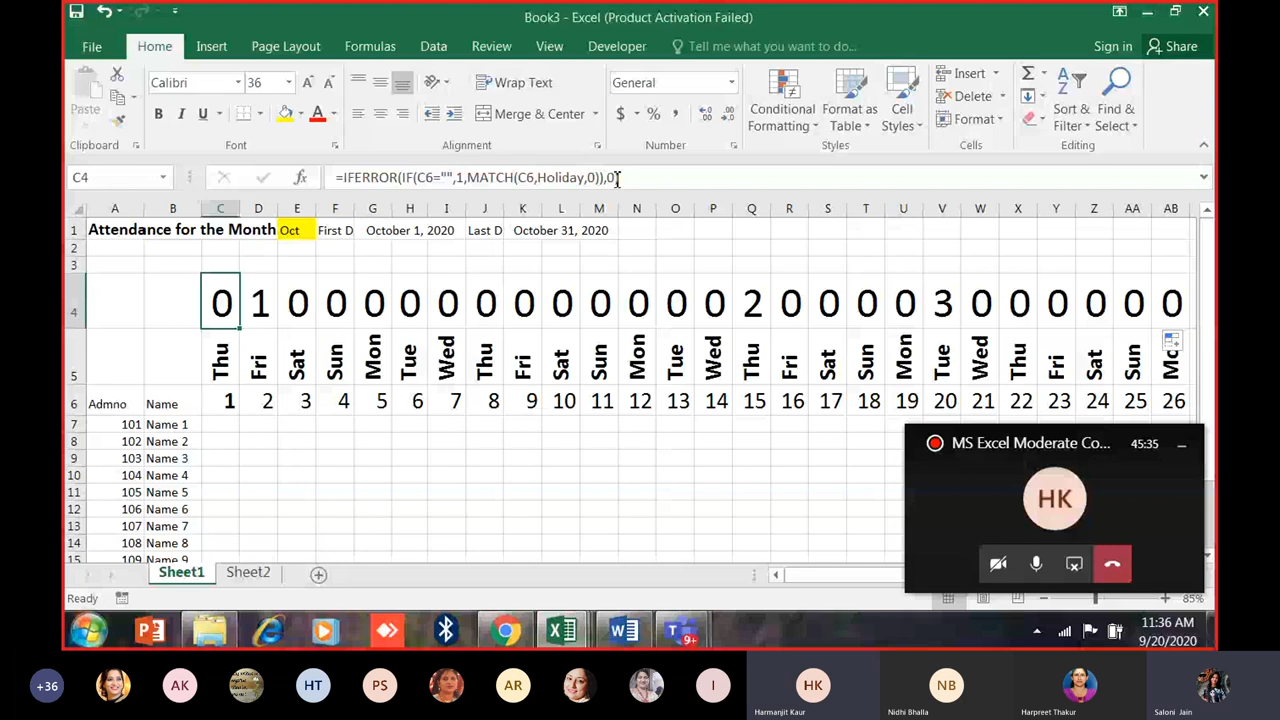 Book3 - Excel (Product Activation Failed)
File Home Insert Page Layout Formulas Data Review View Developer Tell me what you want to do... Sign in Share
Paste Calibri 36 Wrap Text General Insert
B I U Merge & Center $ % Conditional Formatting Format as Table Cell Styles Delete Format Sort & Filter Find & Select
Clipboard Font Alignment Number Styles Cells Editing
C4 =IFERROR(IF(C6="",1,MATCH(C6,Holiday,0)),0)
A B C D E F G H I J K L M N O P Q R S T U V W X Y Z AA AB
1 Attendance for the Month Oct First D October 1, 2020 Last D October 31, 2020
2
3
4 0 1 0 0 0 0 0 0 0 0 0 0 0 0 2 0 0 0 0 3 0 0 0 0 0 0
5 Thu Fri Sat Sun Mon Tue Wed Thu Fri Sat Sun Mon Tue Wed Thu Fri Sat Sun Mon Tue Wed Thu Fri Sat Sun
6 Admno Name 1 2 3 4 5 6 7 8 9 10 11 12 13 14 15 16 17 18 19 20 21 22 23 24 25 26
7 101 Name 1
8 102 Name 2
9 103 Name 3
10 104 Name 4
11 105 Name 5
12 106 Name 6
13 107 Name 7
14 108 Name 8
15 109 Name 9
MS Excel Moderate Co... 45:35
HK
Sheet1 Sheet2
Ready 85%
9+
11:36 AM
9/20/2020
+36 AK HT PS AR I HK NB
Harmanjit Kaur Nidhi Bhalla Harpreet Thakur Saloni Jain